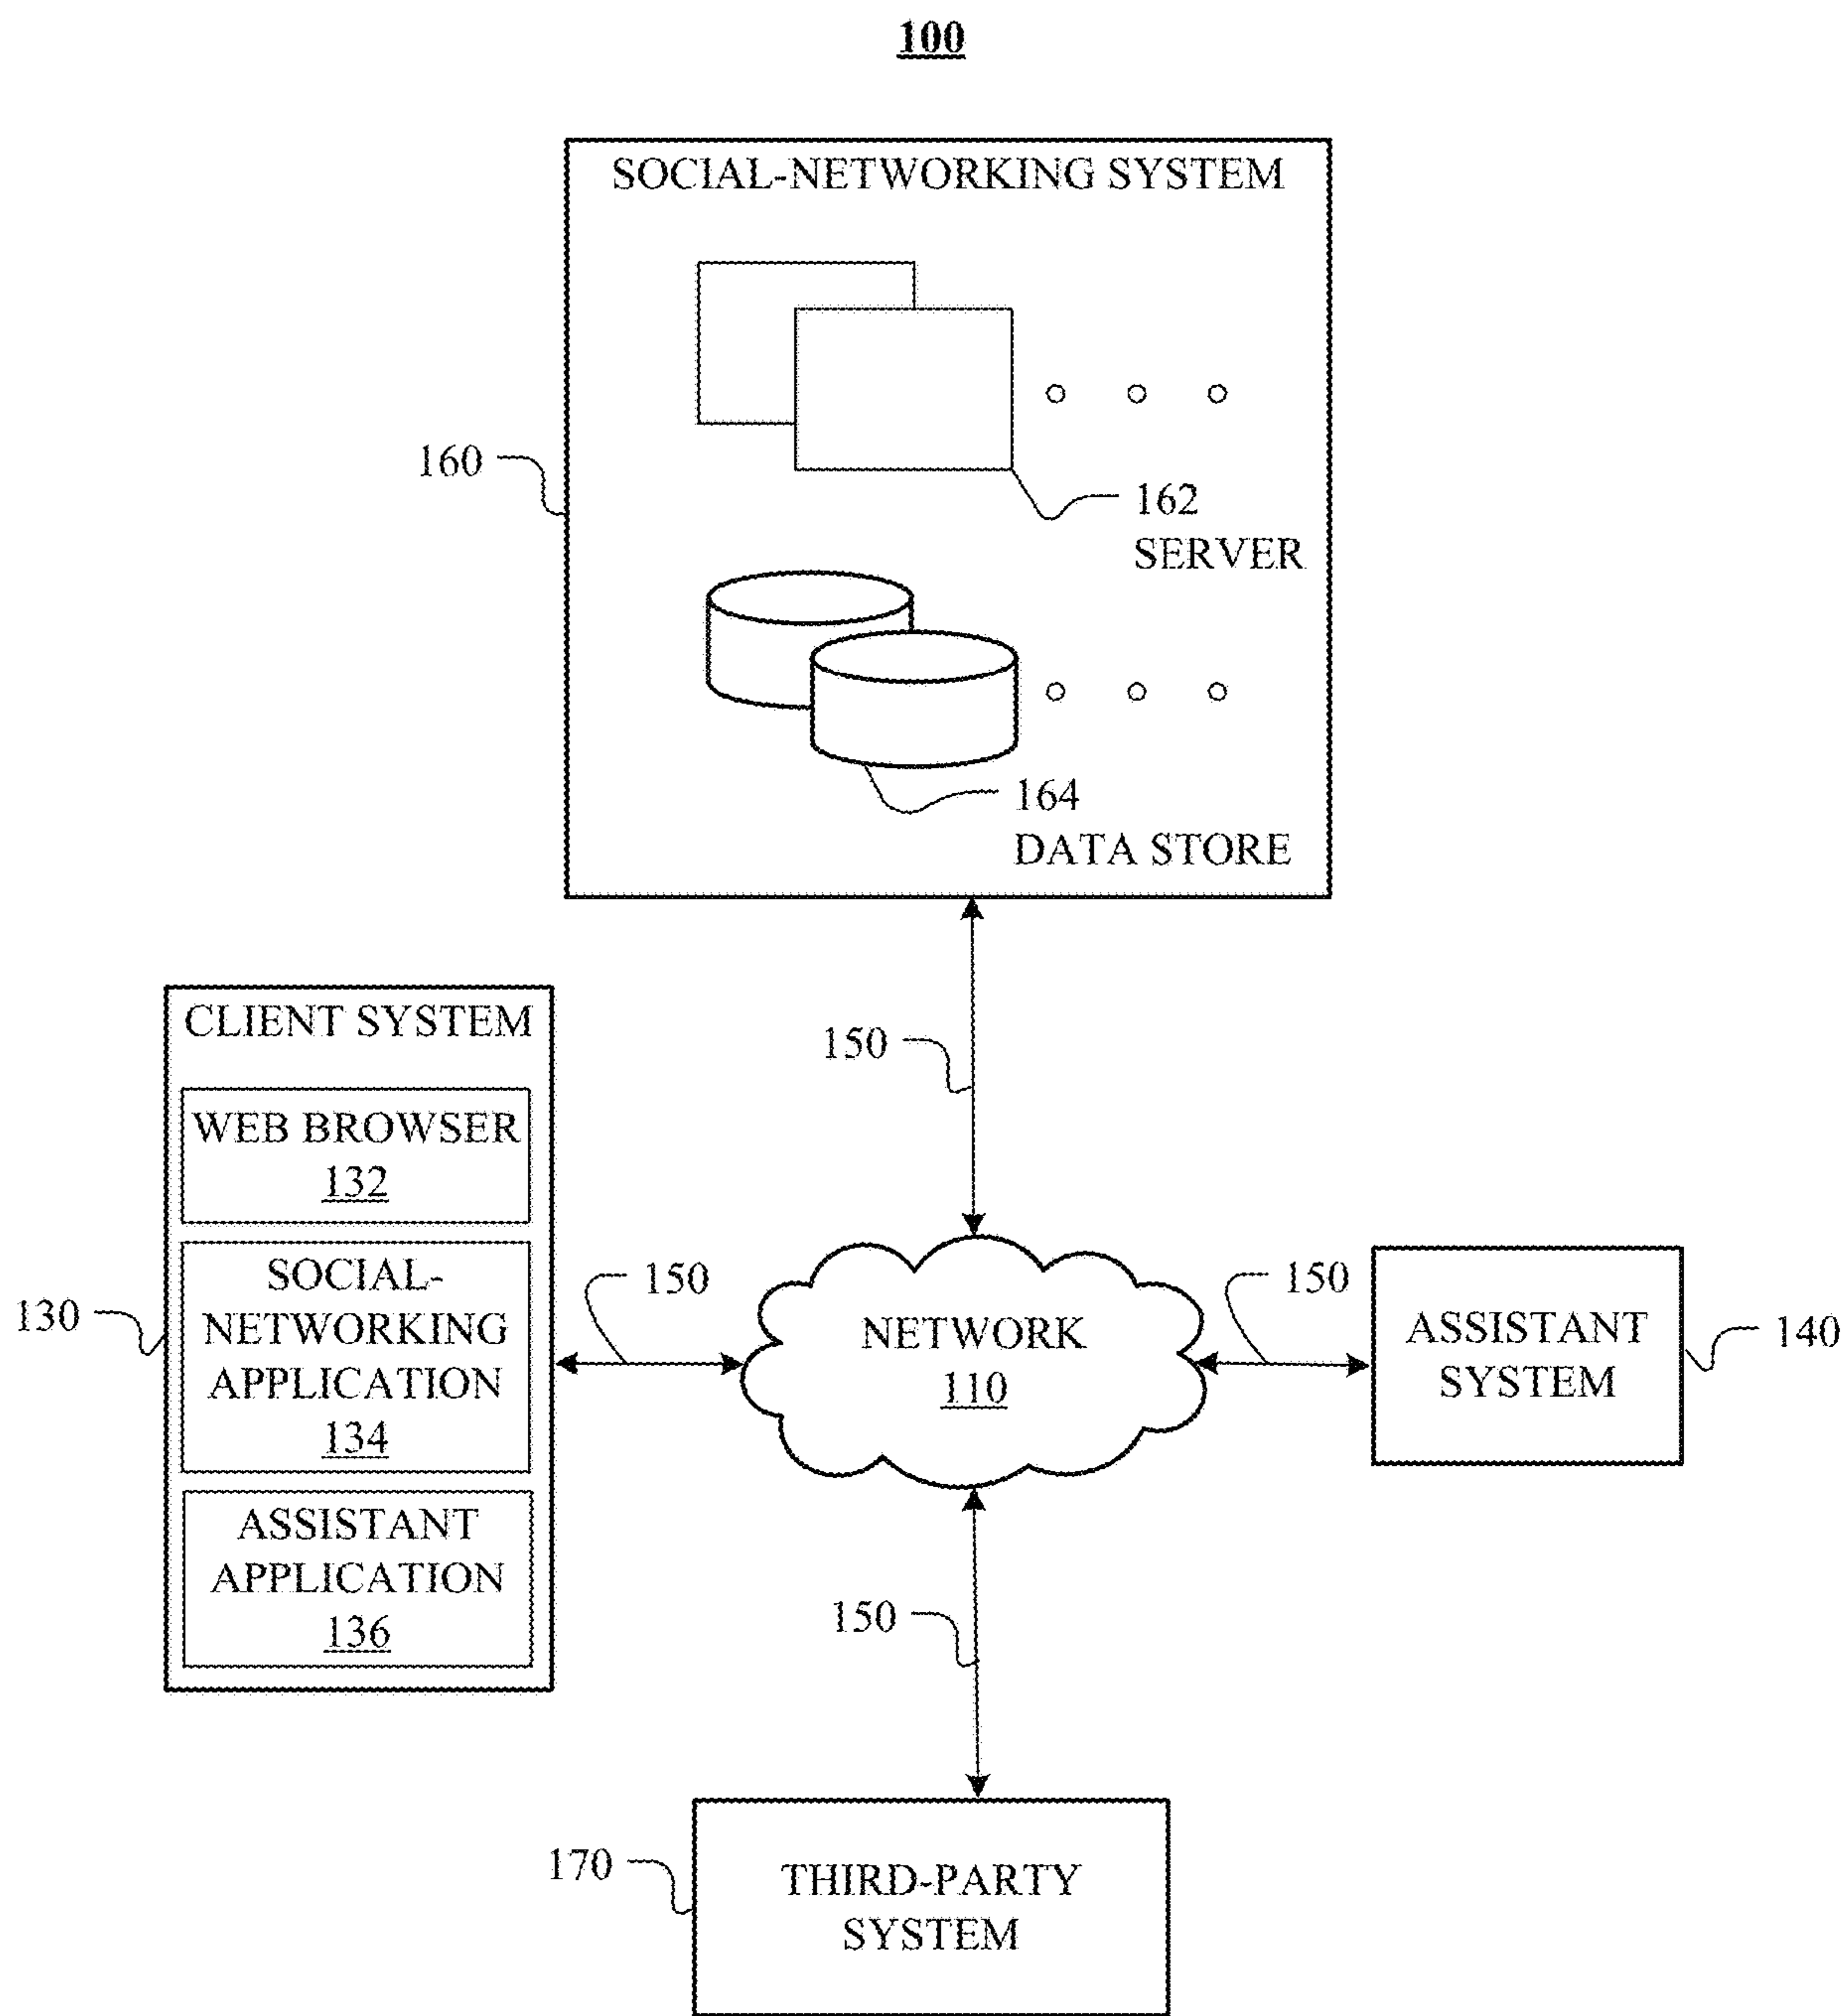 100
SOCIAL-NETWORKING SYSTEM
160
162
SERVER
164
DATA STORE
CLIENT SYSTEM
WEB BROWSER
132
SOCIAL-
NETWORKING
APPLICATION
134
ASSISTANT
APPLICATION
136
130
150
150
NETWORK
110
150
ASSISTANT
SYSTEM
140
150
170
THIRD-PARTY
SYSTEM